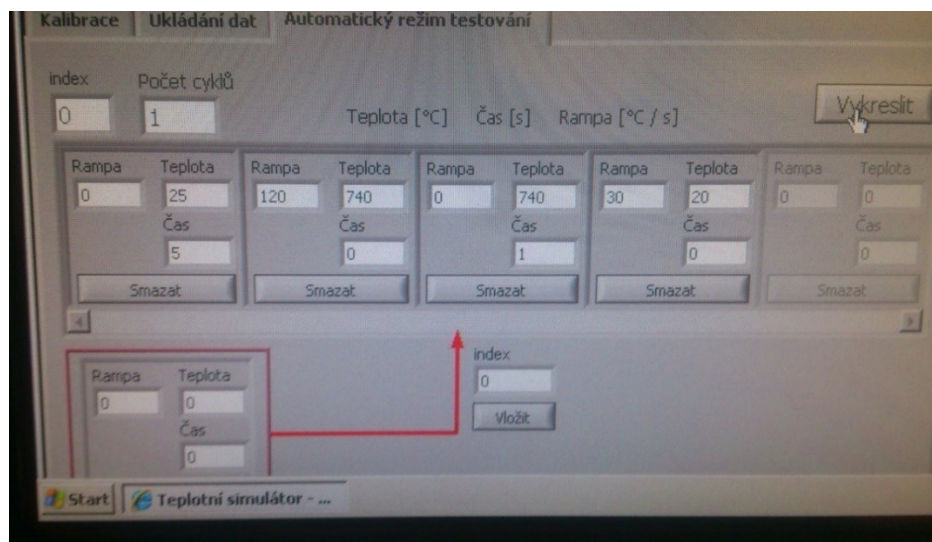 Kalibrace Ukládání dat Automatický režim testování
index Počet cyklů
0 1 Teplota [°C] Čas [s] Rampa [°C / s] Vykreslit
Rampa Teplota Rampa Teplota Rampa Teplota Rampa Teplota Rampa Teplota
0 25 120 740 0 740 30 20 0 0
Čas Čas Čas Čas Čas
5 0 1 0 0
Smazat Smazat Smazat Smazat Smazat
index
Rampa Teplota 0
0 0 Vložit
Čas
0
Start Teplotní simulátor - ...